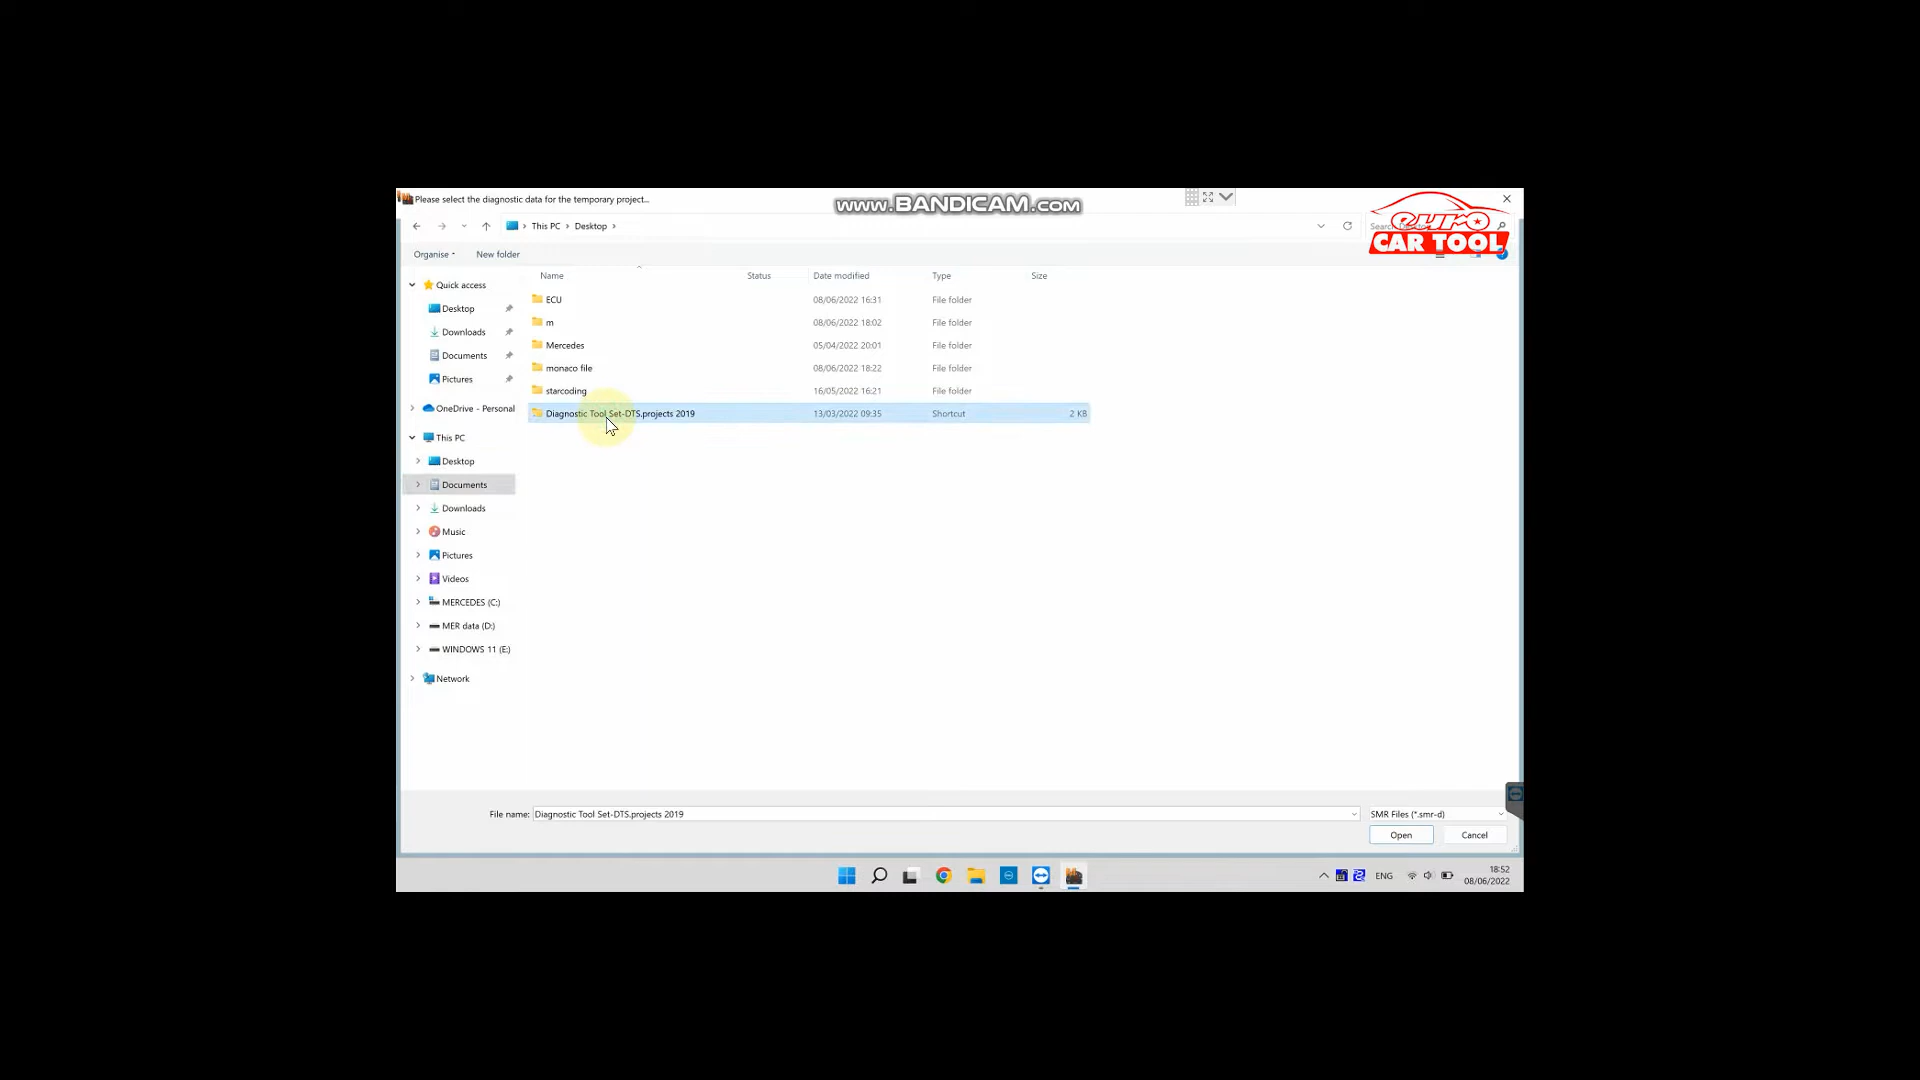 Please select the diagnostic data for the temporary project...
www.BANDICAM.com
This PC > Desktop >
euro
CAR TOOL
Organise
New folder
Name Status Date modified Type Size
Quick access
Desktop
Downloads
Documents
Pictures
OneDrive - Personal
This PC
Desktop
Documents
Downloads
Music
Pictures
Videos
MERCEDES (C:)
MER data (D:)
WINDOWS 11 (E:)
Network
ECU 08/06/2022 16:31 File folder
m 08/06/2022 18:02 File folder
Mercedes 05/04/2022 20:01 File folder
monaco file 08/06/2022 18:22 File folder
starcoding 16/05/2022 16:21 File folder
Diagnostic Tool Set-DTS.projects 2019 13/03/2022 09:35 Shortcut 2 KB
File name: Diagnostic Tool Set-DTS.projects 2019
SMR Files (*.smr-d)
Open Cancel
ENG
18:52
08/06/2022